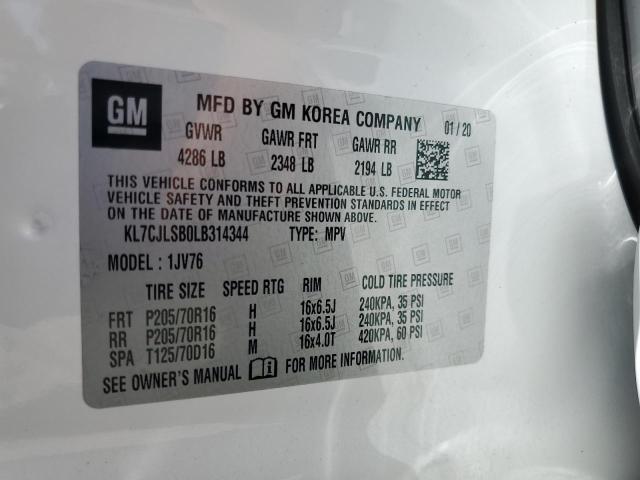 GM
MFD BY GM KOREA COMPANY 01/20
GVWR GAWR FRT GAWR RR
4286 LB 2348 LB 2194 LB
THIS VEHICLE CONFORMS TO ALL APPLICABLE U.S. FEDERAL MOTOR
VEHICLE SAFETY AND THEFT PREVENTION STANDARDS IN EFFECT
ON THE DATE OF MANUFACTURE SHOWN ABOVE.
KL7CJLSB0LB314344 TYPE: MPV
MODEL: 1JV76
TIRE SIZE SPEED RTG RIM COLD TIRE PRESSURE
FRT P205/70R16 H 16x6.5J 240KPA, 35 PSI
RR P205/70R16 H 16x6.5J 240KPA, 35 PSI
SPA T125/70D16 M 16x4.0T 420KPA, 60 PSI
SEE OWNER'S MANUAL FOR MORE INFORMATION.